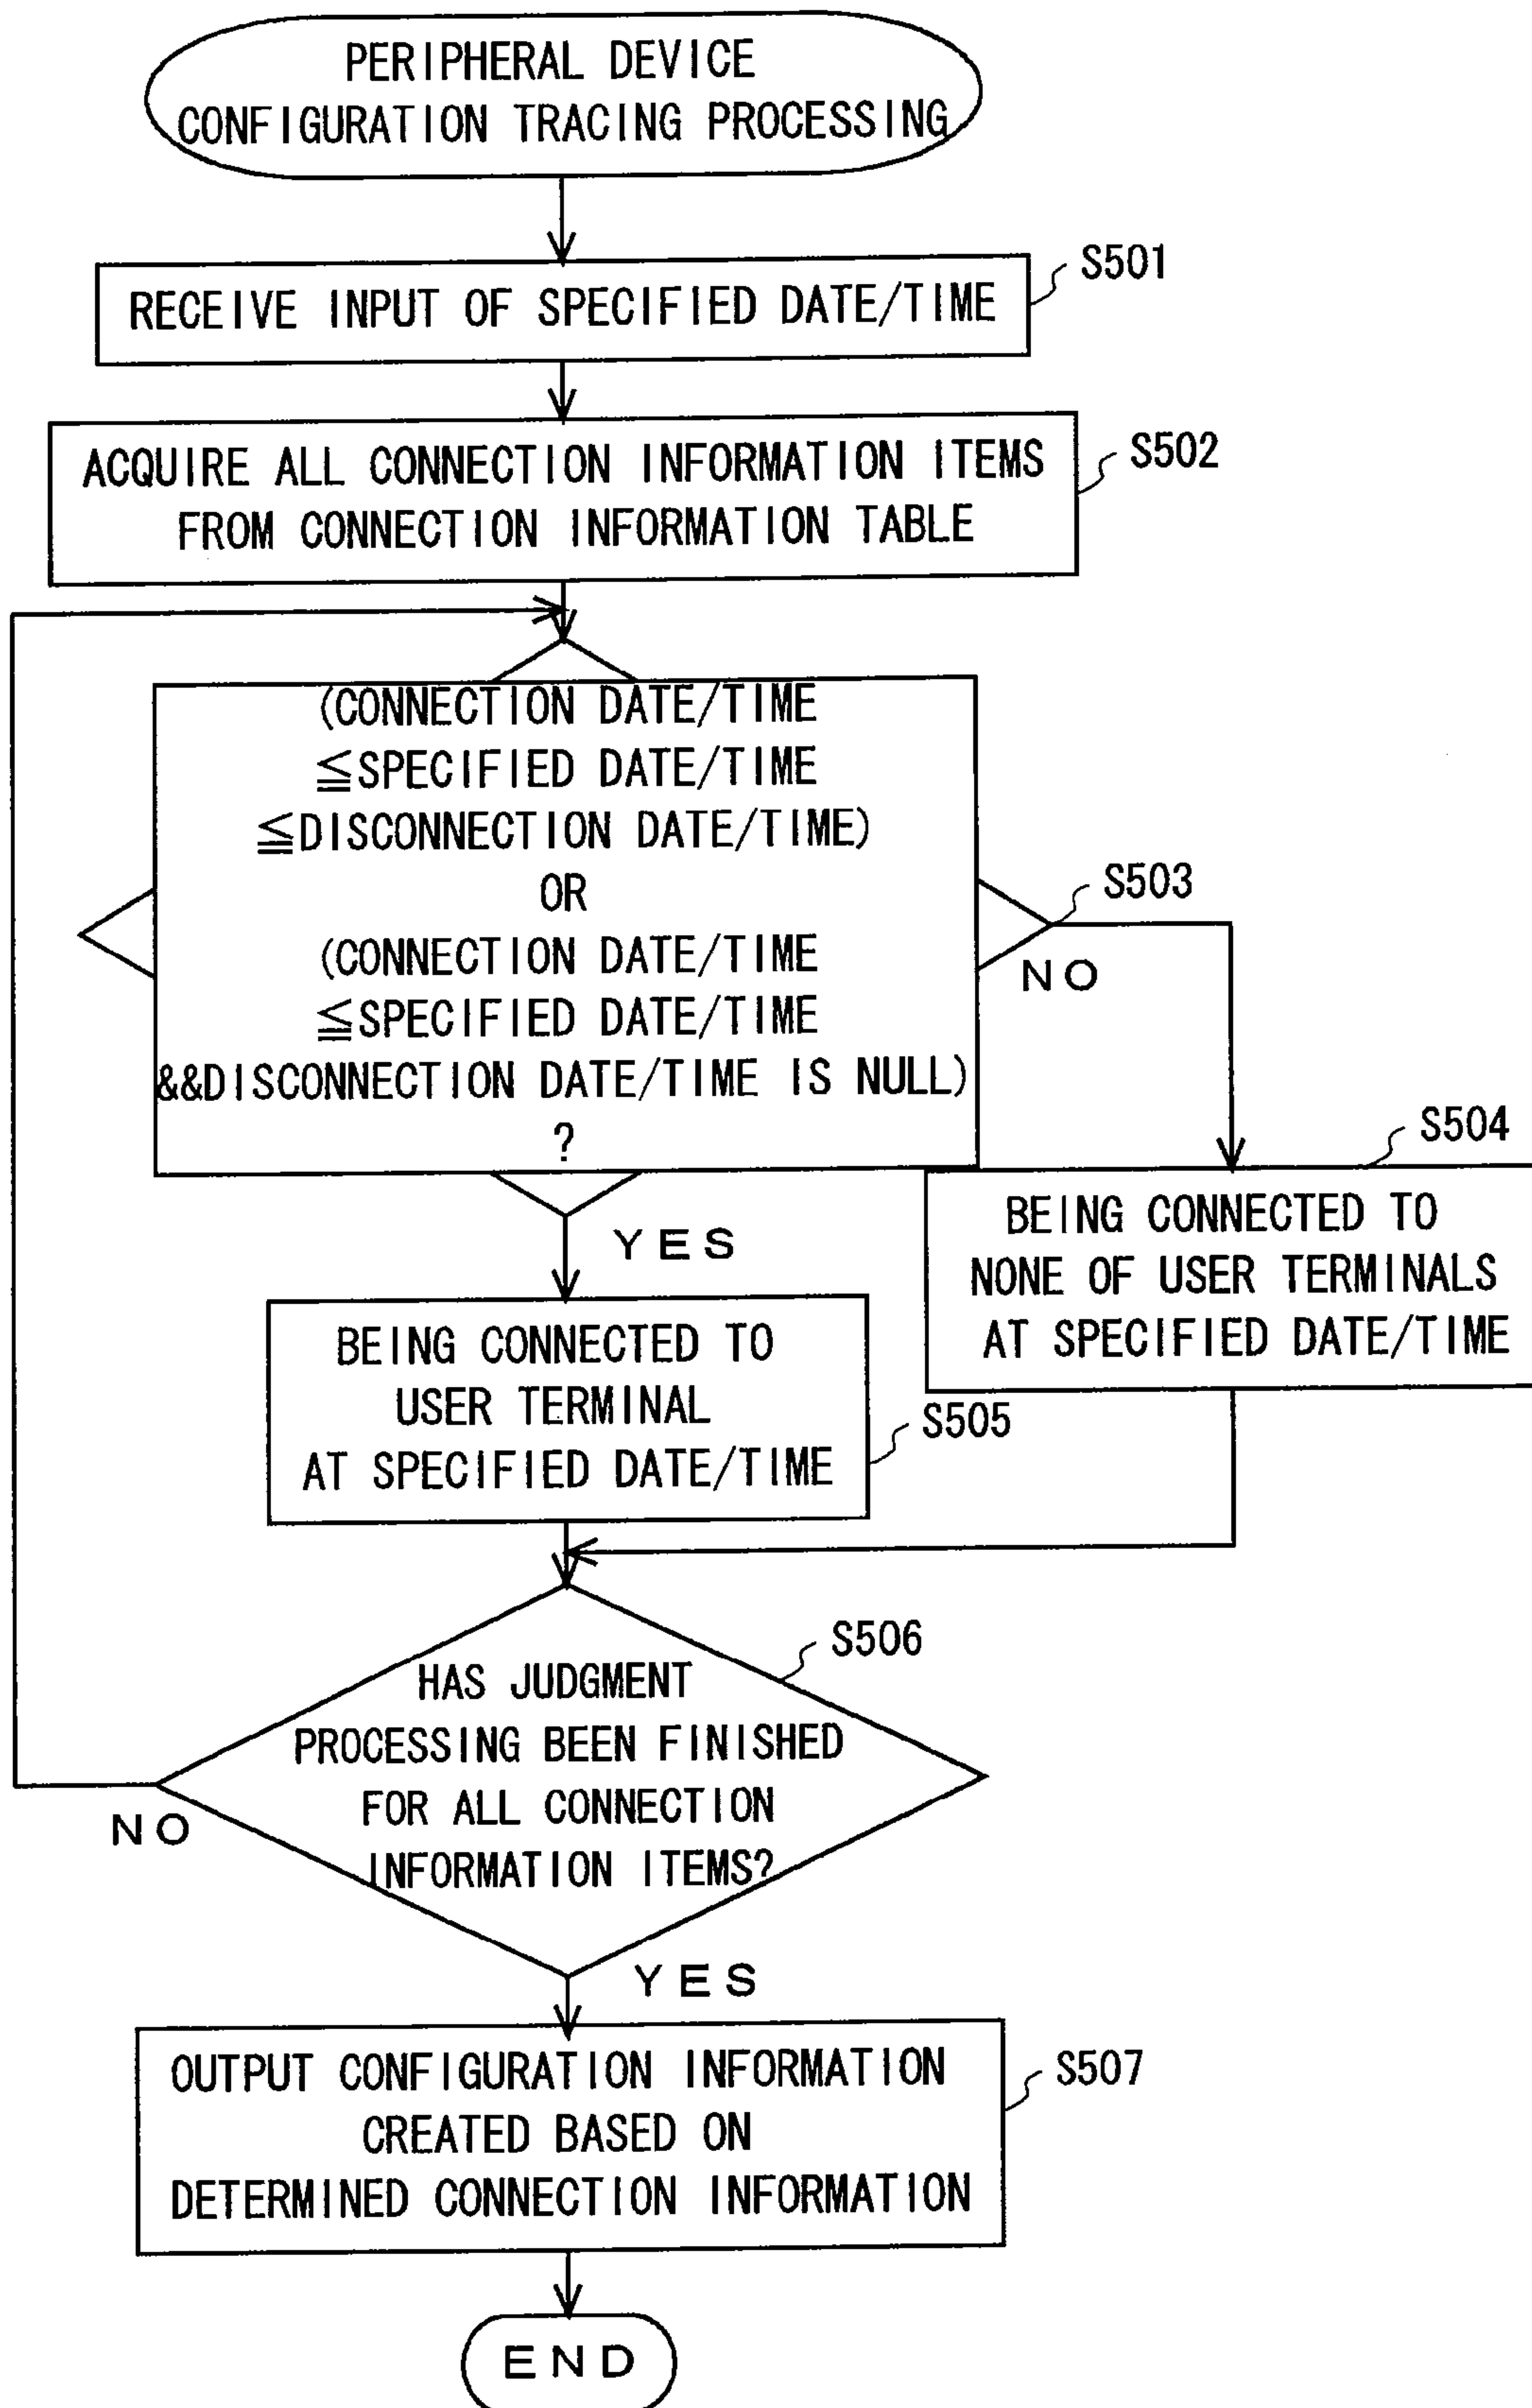 PERIPHERAL DEVICE
CONFIGURATION TRACING PROCESSING
S501
RECEIVE INPUT OF SPECIFIED DATE/TIME
S502
ACQUIRE ALL CONNECTION INFORMATION ITEMS
FROM CONNECTION INFORMATION TABLE
(CONNECTION DATE/TIME
≦SPECIFIED DATE/TIME
≦DISCONNECTION DATE/TIME)
OR
(CONNECTION DATE/TIME
≦SPECIFIED DATE/TIME
&&DISCONNECTION DATE/TIME IS NULL)
?
S503
NO
YES
S504
BEING CONNECTED TO
NONE OF USER TERMINALS
AT SPECIFIED DATE/TIME
BEING CONNECTED TO
USER TERMINAL
AT SPECIFIED DATE/TIME
S505
S506
HAS JUDGMENT
PROCESSING BEEN FINISHED
FOR ALL CONNECTION
INFORMATION ITEMS?
NO
YES
OUTPUT CONFIGURATION INFORMATION
CREATED BASED ON
DETERMINED CONNECTION INFORMATION
S507
END